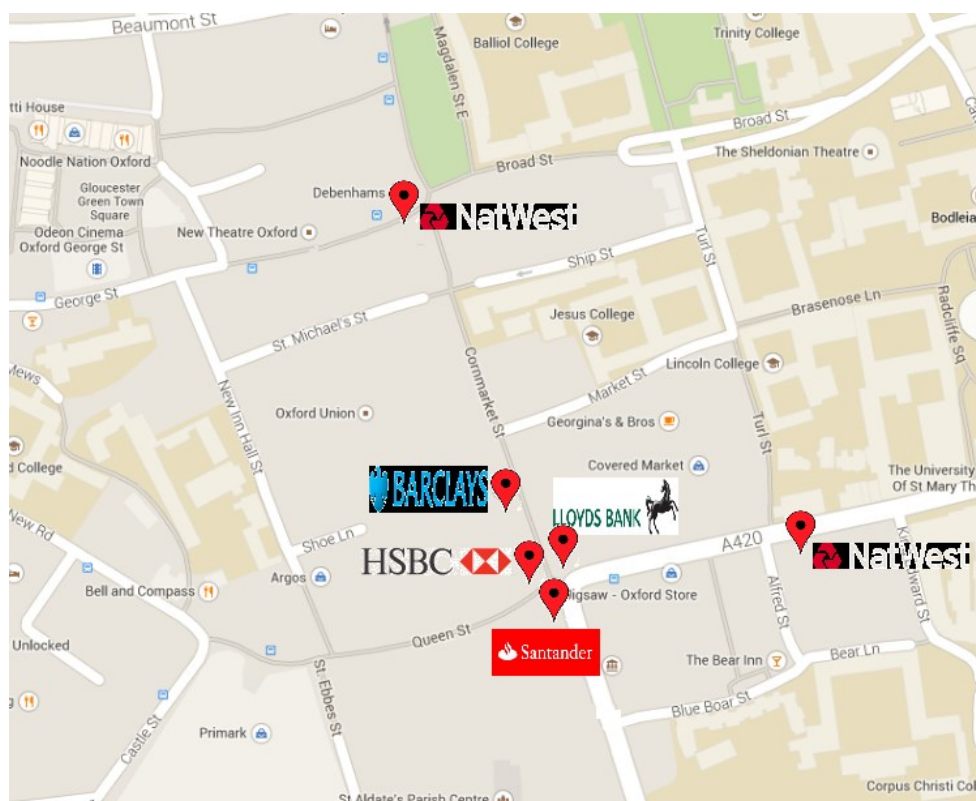 Beaumont St
Magdalen St E
Balliol College
Trinity College
tti House
Noodle Nation Oxford
Broad St
Broad St
The Sheldonian Theatre
Gloucester
Green Town
Square
Debenhams
NatWest
Odeon Cinema
Oxford George St
New Theatre Oxford
Turl St
Ship St
George St
St. Michael's St
Jesus College
Brasenose Ln
Radcliffe Sq
Mews
New Inn Hall St
Oxford Union
Cornmarket St
Market St
Lincoln College
Georgina's & Bros
Turl St
d College
BARCLAYS
Covered Market
The University
Of St Mary Th
LLOYDS BANK
New Rd
Shoe Ln
HSBC
A420
NatWest
Argos
Bell and Compass
Jigsaw - Oxford Store
Alfred St
Queen St
Santander
Unlocked
The Bear Inn
Bear Ln
St. Ebbes St
Blue Boar St
Castle St
Primark
St Aldate's Parish Centre
Corpus Christi Col